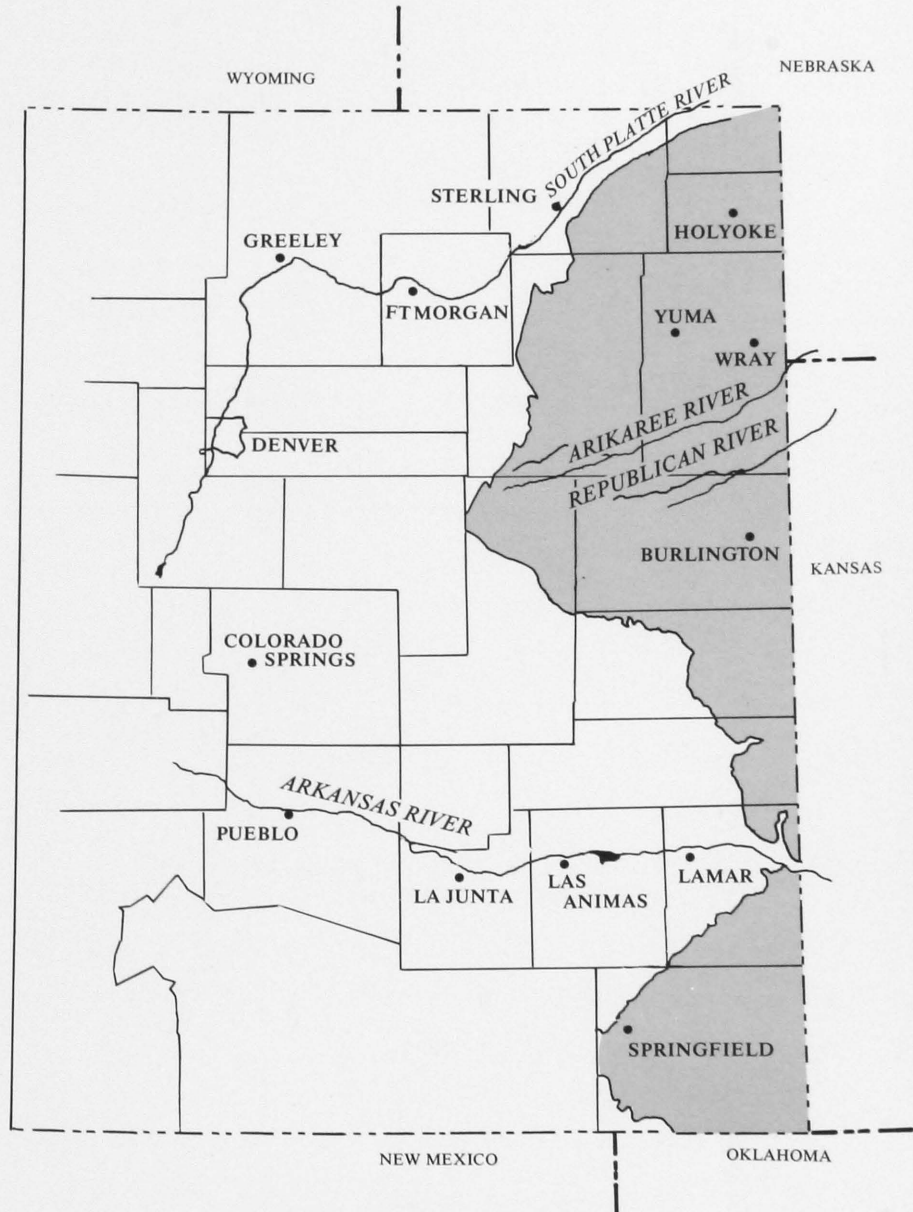 WYOMING
NEBRASKA
SOUTH PLATTE RIVER
STERLING
HOLYOKE
GREELEY
FT MORGAN
YUMA
WRAY
ARIKAREE RIVER
DENVER
REPUBLICAN RIVER
BURLINGTON
KANSAS
COLORADO
SPRINGS
ARKANSAS RIVER
PUEBLO
LA JUNTA
LAS
ANIMAS
LAMAR
SPRINGFIELD
NEW MEXICO
OKLAHOMA